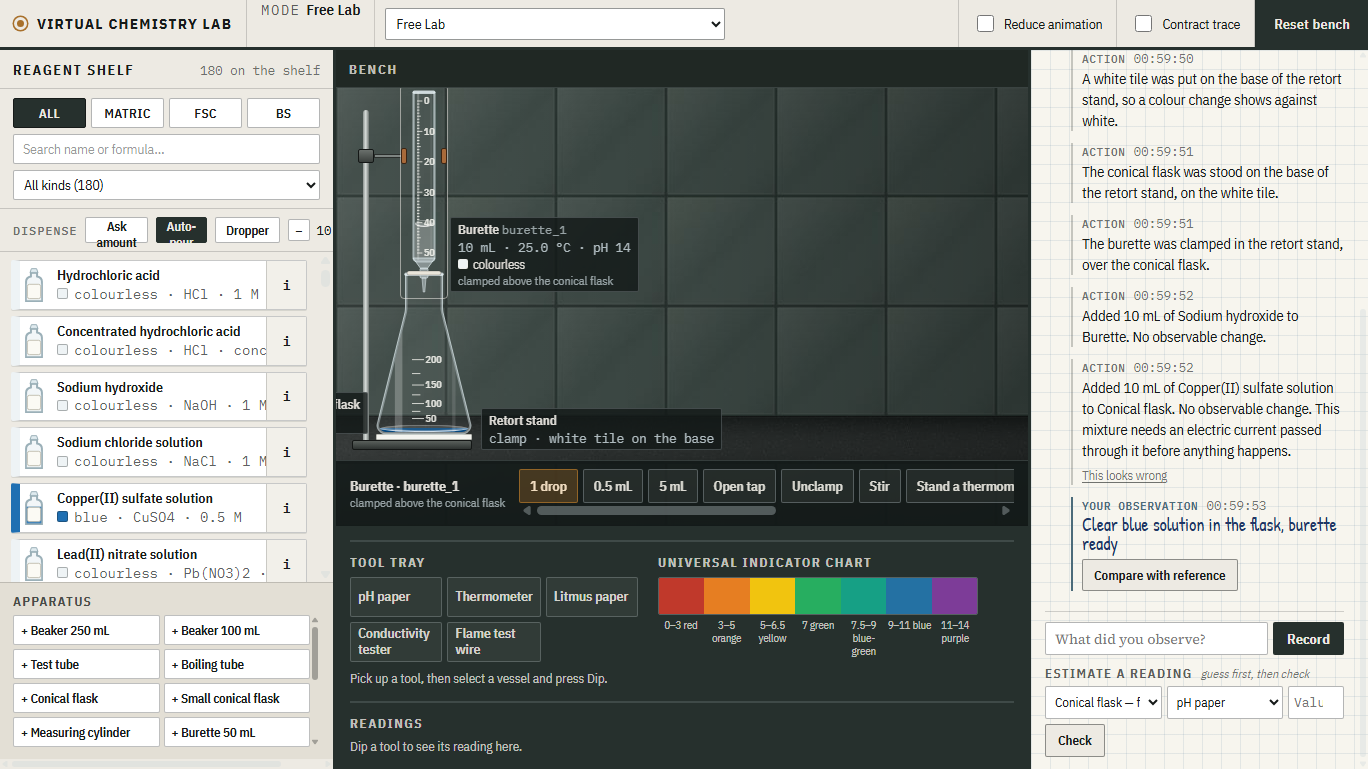 VIRTUAL CHEMISTRY LAB
MODE Free Lab
Free Lab
Reduce animation
Contract trace
Reset bench
REAGENT SHELF
180 on the shelf
ALL
MATRIC
FSC
BS
Search name or formula...
All kinds (180)
DISPENSE
Ask amount
Auto-pour
Dropper
−
10
Hydrochloric acid
colourless · HCl · 1 M
i
Concentrated hydrochloric acid
colourless · HCl · conc
i
Sodium hydroxide
colourless · NaOH · 1 M
i
Sodium chloride solution
colourless · NaCl · 1 M
i
Copper(II) sulfate solution
blue · CuSO4 · 0.5 M
i
Lead(II) nitrate solution
colourless · Pb(NO3)2 ·
i
APPARATUS
+ Beaker 250 mL
+ Beaker 100 mL
+ Test tube
+ Boiling tube
+ Conical flask
+ Small conical flask
+ Measuring cylinder
+ Burette 50 mL
BENCH
0
10
20
30
40
50
Burette burette_1
10 mL · 25.0 °C · pH 14
colourless
clamped above the conical flask
200
150
100
50
flask
Retort stand
clamp · white tile on the base
Burette · burette_1
clamped above the conical flask
1 drop
0.5 mL
5 mL
Open tap
Unclamp
Stir
Stand a thermom
TOOL TRAY
pH paper
Thermometer
Litmus paper
Conductivity tester
Flame test wire
Pick up a tool, then select a vessel and press Dip.
UNIVERSAL INDICATOR CHART
0–3 red
3–5 orange
5–6.5 yellow
7 green
7.5–9 blue-green
9–11 blue
11–14 purple
READINGS
Dip a tool to see its reading here.
ACTION 00:59:50
A white tile was put on the base of the retort
stand, so a colour change shows against
white.
ACTION 00:59:51
The conical flask was stood on the base of
the retort stand, on the white tile.
ACTION 00:59:51
The burette was clamped in the retort stand,
over the conical flask.
ACTION 00:59:52
Added 10 mL of Sodium hydroxide to
Burette. No observable change.
ACTION 00:59:52
Added 10 mL of Copper(II) sulfate solution
to Conical flask. No observable change. This
mixture needs an electric current passed
through it before anything happens.
This looks wrong
YOUR OBSERVATION 00:59:53
Clear blue solution in the flask, burette
ready
Compare with reference
What did you observe?
Record
ESTIMATE A READING guess first, then check
Conical flask — f
pH paper
Valu
Check